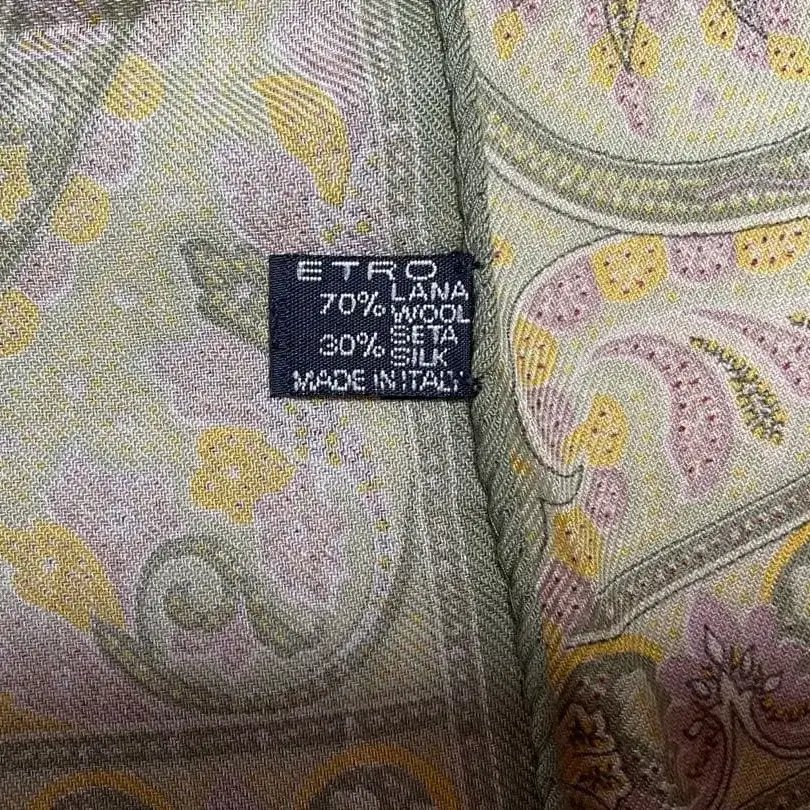 ETRO
70% LANA
WOOL
30% SETA
SILK
MADE IN ITALY